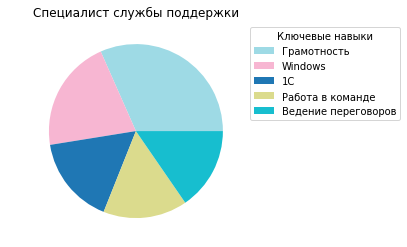 Специалист службы поддержки
Ключевые навыки
Грамотность
Windows
1С
Работа в команде
Ведение переговоров